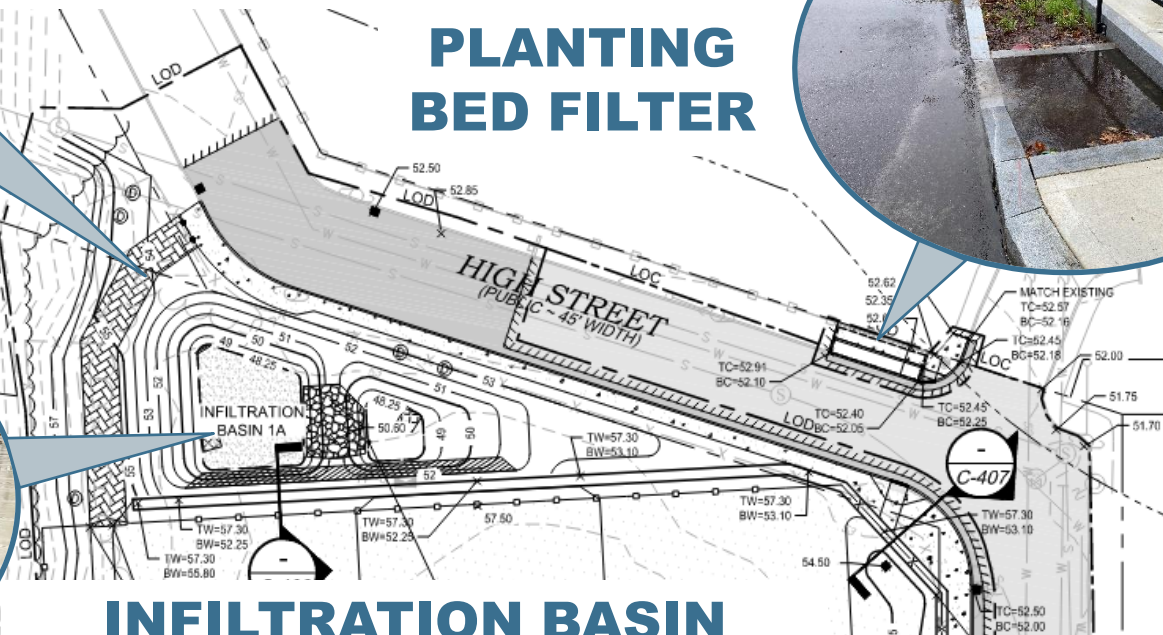 PLANTING
BED FILTER
LOD
52.50
52.85
LOD
HIGH STREET
(PUBLIC ~ 45' WIDTH)
LOC
52.62
52.35
MATCH EXISTING
TC=52.57
BC=52.16
TC=52.45
BC=52.18
LOC
52.00
51.75
51.70
TC=52.91
BC=52.10
TC=52.40
BC=52.05
LOD
TC=52.45
BC=52.25
54
55
49
50
51
52
53
48.25
52
53
57
55
INFILTRATION
BASIN 1A
48.25
51
50.60
49
50
52
TW=57.30
BW=53.10
-
C-407
TW=57.30
BW=53.10
TW=57.30
BW=53.10
TW=57.30
BW=52.25
TW=57.30
BW=52.25
57.50
TW=57.30
BW=55.80
LOD
54.50
TC=52.50
BC=52.00
INFILTRATION BASIN